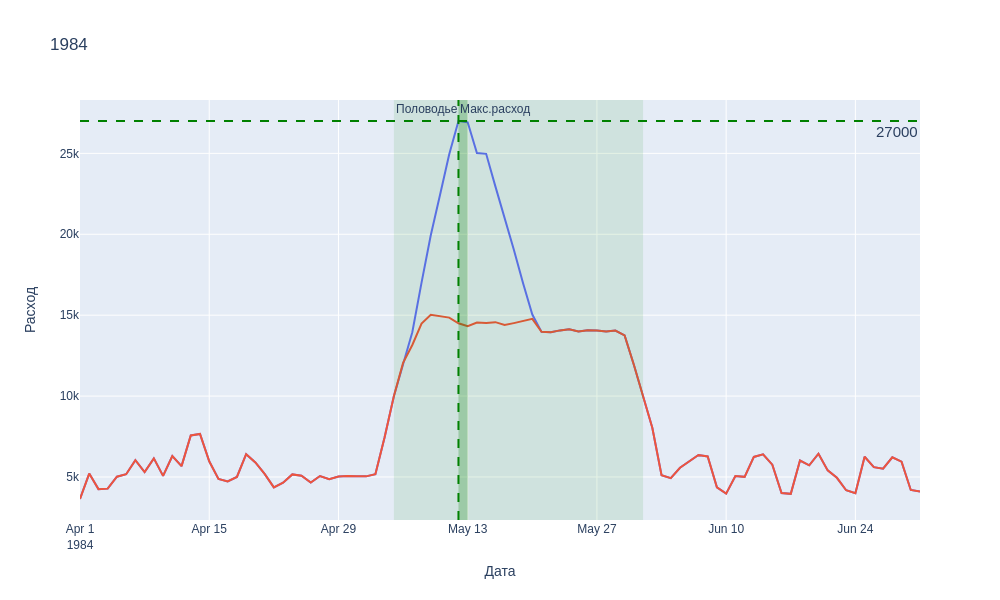 1984
Половодье Макс.расход
27000
25k
20k
15k
10k
5k
Расход
Apr 1
1984
Apr 15
Apr 29
May 13
May 27
Jun 10
Jun 24
Дата